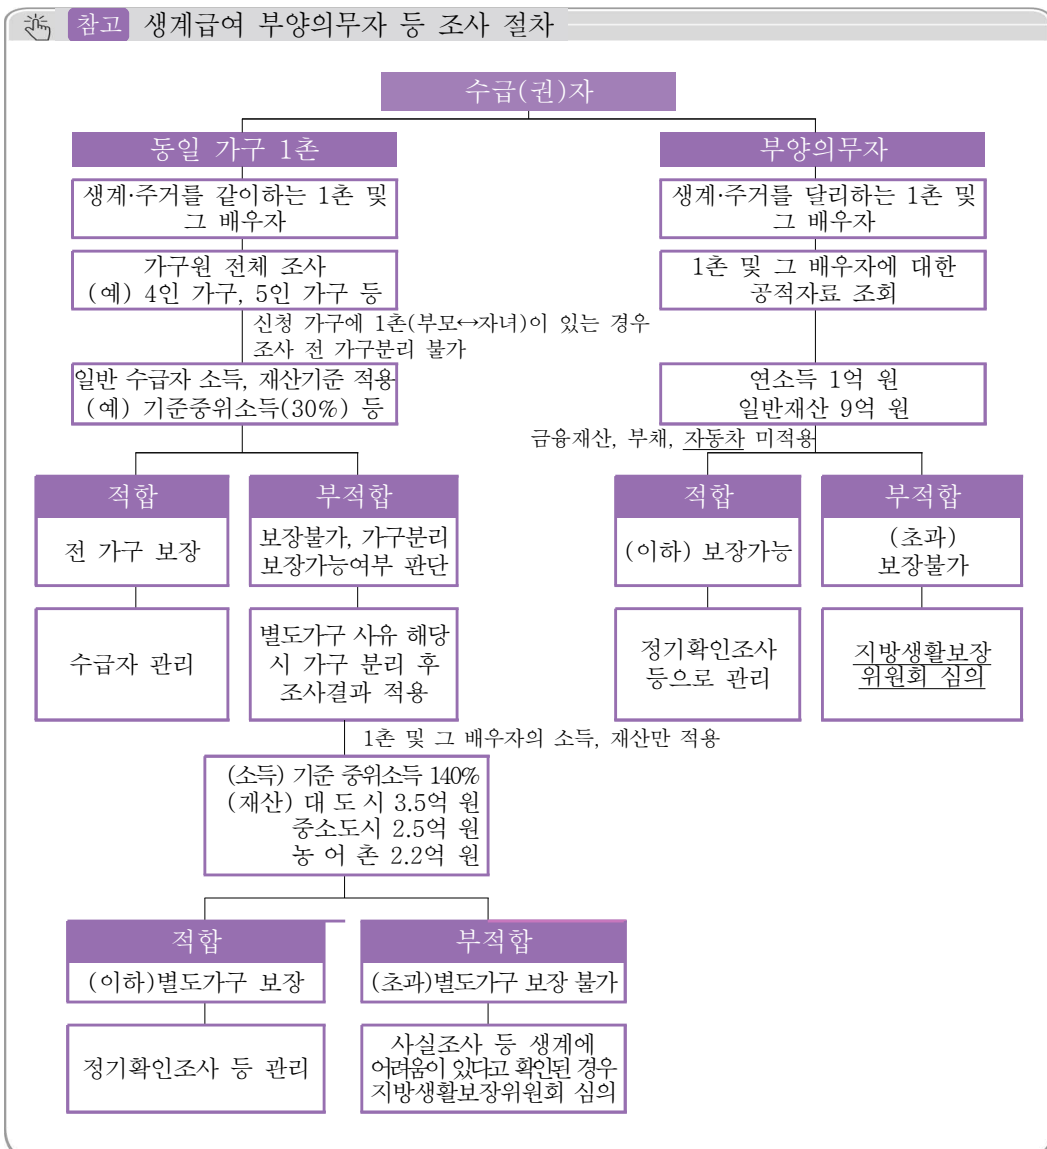 참고 생계급여 부양의무자 등 조사 절차
수급(권)자
동일 가구 1촌
생계·주거를 같이하는 1촌 및
그 배우자
가구원 전체 조사
(예) 4인 가구, 5인 가구 등
신청 가구에 1촌(부모↔자녀)이 있는 경우
조사 전 가구분리 불가
일반 수급자 소득, 재산기준 적용
(예) 기준중위소득(30%) 등
부양의무자
생계·주거를 달리하는 1촌 및
그 배우자
1촌 및 그 배우자에 대한
공적자료 조회
연소득 1억 원
일반재산 9억 원
금융재산, 부채, 자동차 미적용
적합
전 가구 보장
수급자 관리
부적합
보장불가, 가구분리
보장가능여부 판단
별도가구 사유 해당
시 가구 분리 후
조사결과 적용
적합
(이하) 보장가능
정기확인조사
등으로 관리
부적합
(초과)
보장불가
지방생활보장
위원회 심의
1촌 및 그 배우자의 소득, 재산만 적용
(소득) 기준 중위소득 140%
(재산) 대 도 시 3.5억 원
중소도시 2.5억 원
농 어 촌 2.2억 원
적합
(이하)별도가구 보장
정기확인조사 등 관리
부적합
(초과)별도가구 보장 불가
사실조사 등 생계에
어려움이 있다고 확인된 경우
지방생활보장위원회 심의